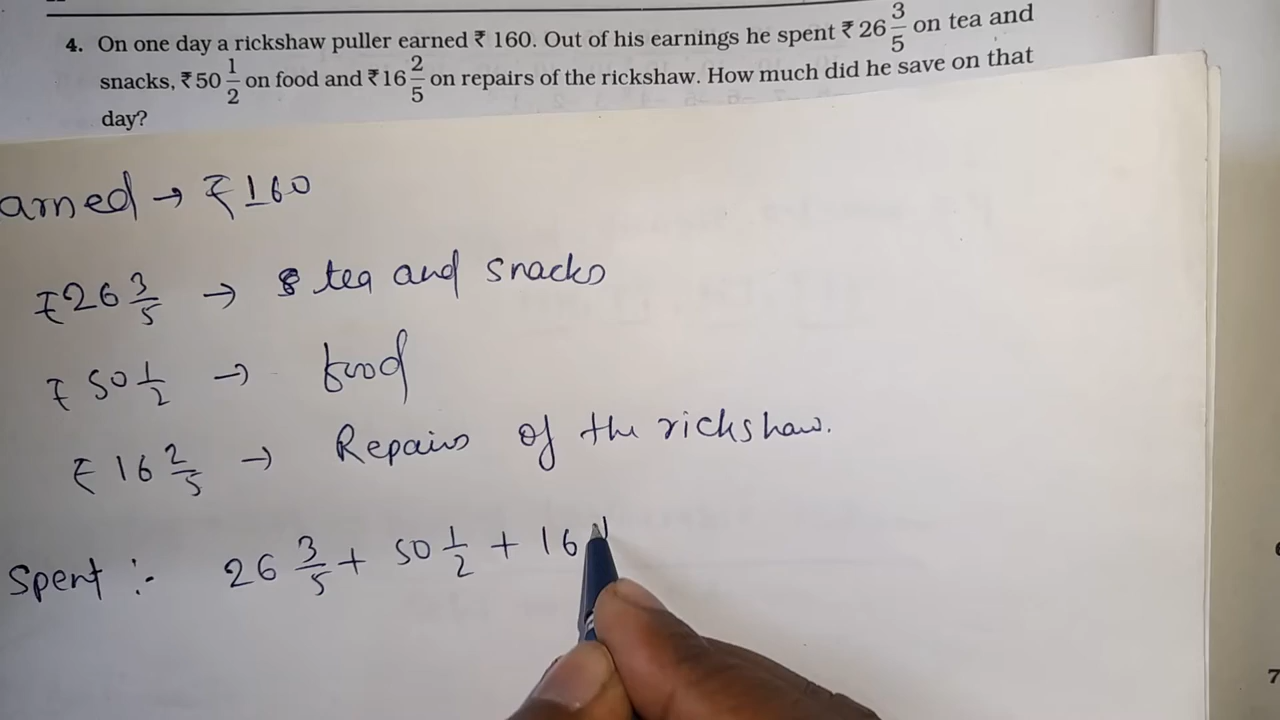 4. On one day a rickshaw puller earned ₹ 160. Out of his earnings he spent ₹ 26 3/5 on tea and
snacks, ₹50 1/2 on food and ₹16 2/5 on repairs of the rickshaw. How much did he save on that
day?
arned → ₹160
₹26 3/5 → tea and snacks
₹ 50 1/2 → food
₹ 16 2/5 → Repairs of the rickshaw.
Spent :- 26 3/5 + 50 1/2 + 16
7